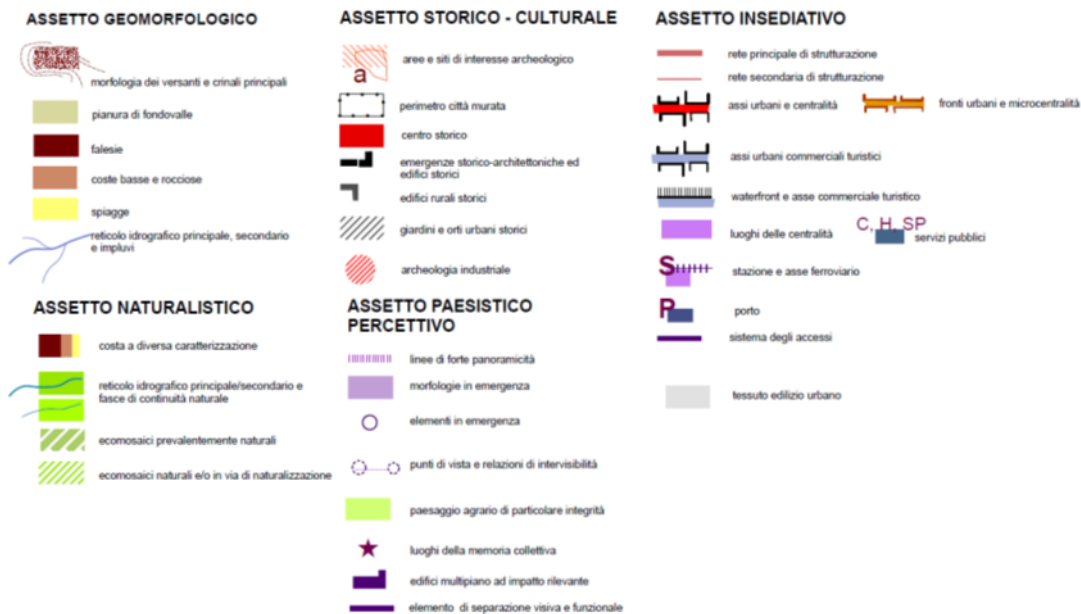 ASSETTO GEOMORFOLOGICO
morfologia dei versanti e crinali principali
pianura di fondovalle
falesie
coste basse e rocciose
spiagge
reticolo idrografico principale, secondario
e impluvi
ASSETTO NATURALISTICO
costa a diversa caratterizzazione
reticolo idrografico principale/secondario e
fasce di continuità naturale
ecomosaici prevalentemente naturali
ecomosaici naturali e/o in via di naturalizzazione
ASSETTO STORICO - CULTURALE
a
aree e siti di interesse archeologico
perimetro città murata
centro storico
emergenze storico-architettoniche ed
edifici storici
edifici rurali storici
giardini e orti urbani storici
archeologia industriale
ASSETTO PAESISTICO
PERCETTIVO
linee di forte panoramicità
morfologie in emergenza
elementi in emergenza
punti di vista e relazioni di intervisibilità
paesaggio agrario di particolare integrità
luoghi della memoria collettiva
edifici multipiano ad impatto rilevante
elemento di separazione visiva e funzionale
ASSETTO INSEDIATIVO
rete principale di strutturazione
rete secondaria di strutturazione
assi urbani e centralità
fronti urbani e microcentralità
assi urbani commerciali turistici
waterfront e asse commerciale turistico
luoghi delle centralità
C, H, SP
servizi pubblici
S
stazione e asse ferroviario
P
porto
sistema degli accessi
tessuto edilizio urbano